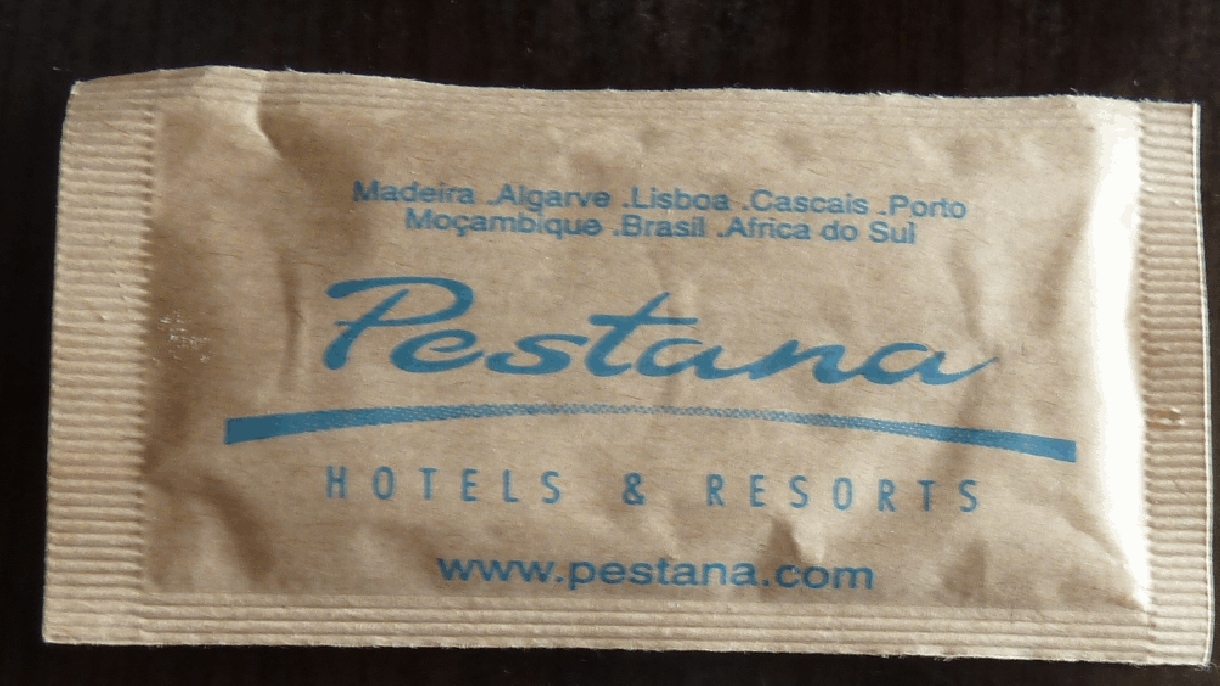 Madeira .Algarve .Lisboa .Cascais .Porto
Moçambique .Brasil .Africa do Sul
Pestana
HOTELS & RESORTS
www.pestana.com